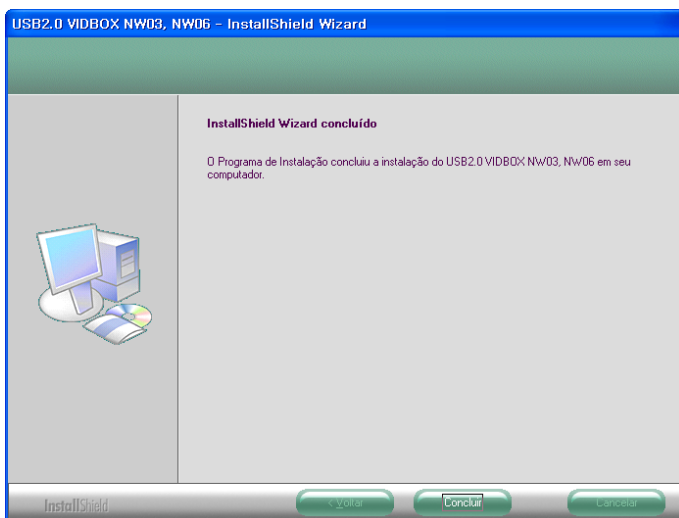 USB2.0 VIDBOX NW03, NW06 - InstallShield Wizard
InstallShield Wizard concluído
O Programa de Instalação concluiu a instalação do USB2.0 VIDBOX NW03, NW06 em seu
computador.
InstallShield
< Voltar
Concluir
Cancelar